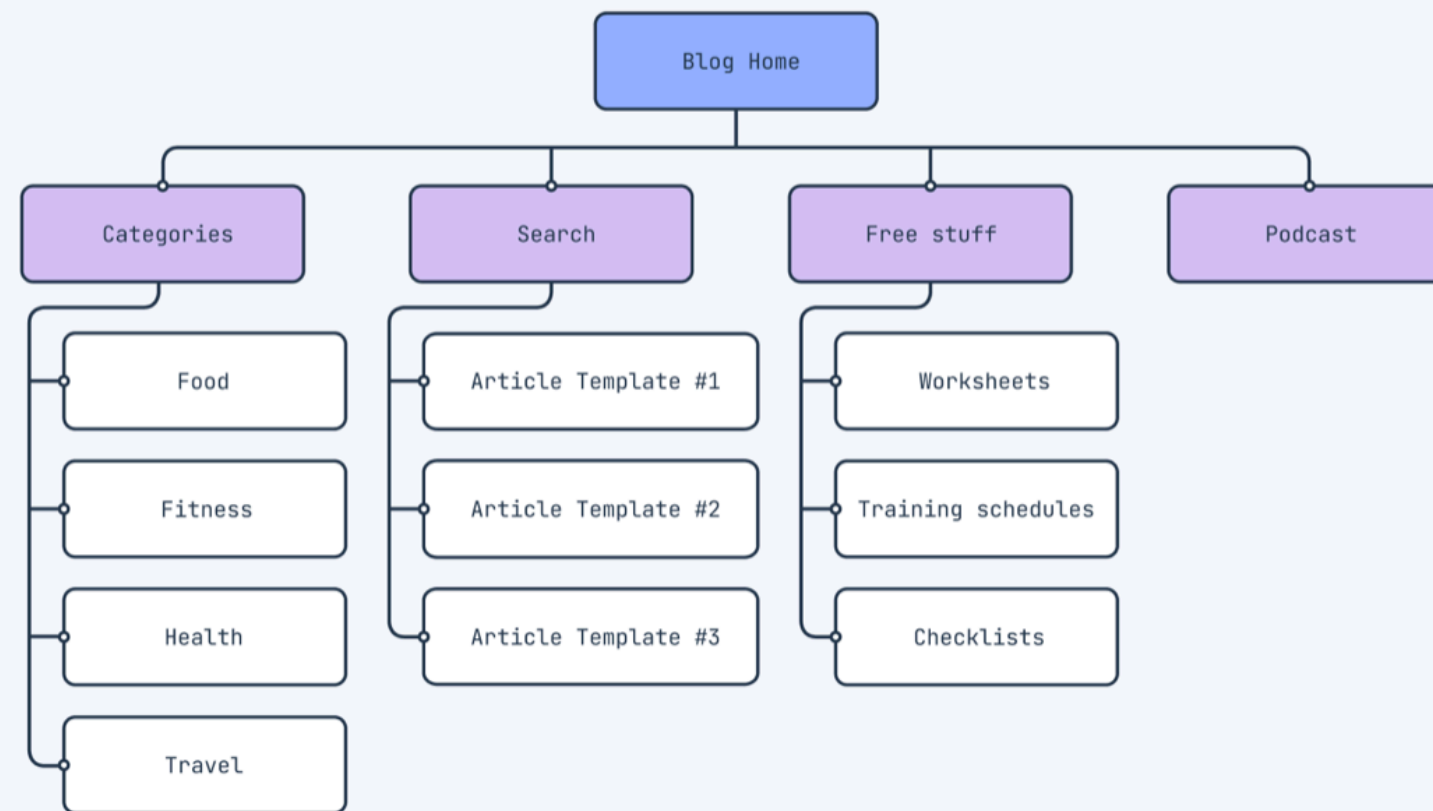 Blog Home
Categories
Search
Free stuff
Podcast
Food
Article Template #1
Worksheets
Fitness
Article Template #2
Training schedules
Health
Article Template #3
Checklists
Travel